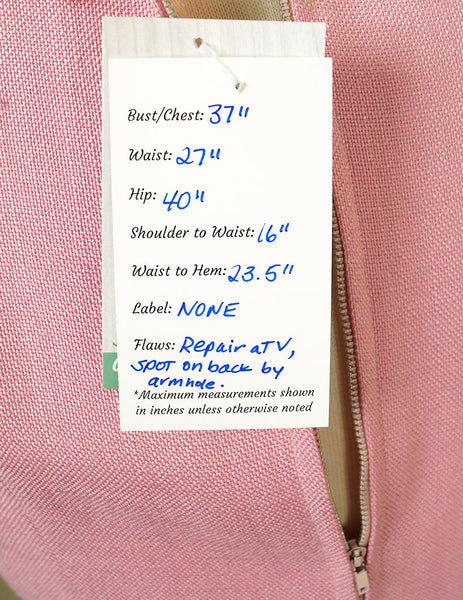 Bust/Chest: 37"
Waist: 27"
Hip: 40"
Shoulder to Waist: 16"
Waist to Hem: 23.5"
Label: NONE
Flaws: Repair at V,
spot on back by
armhole.
*Maximum measurements shown
in inches unless otherwise noted